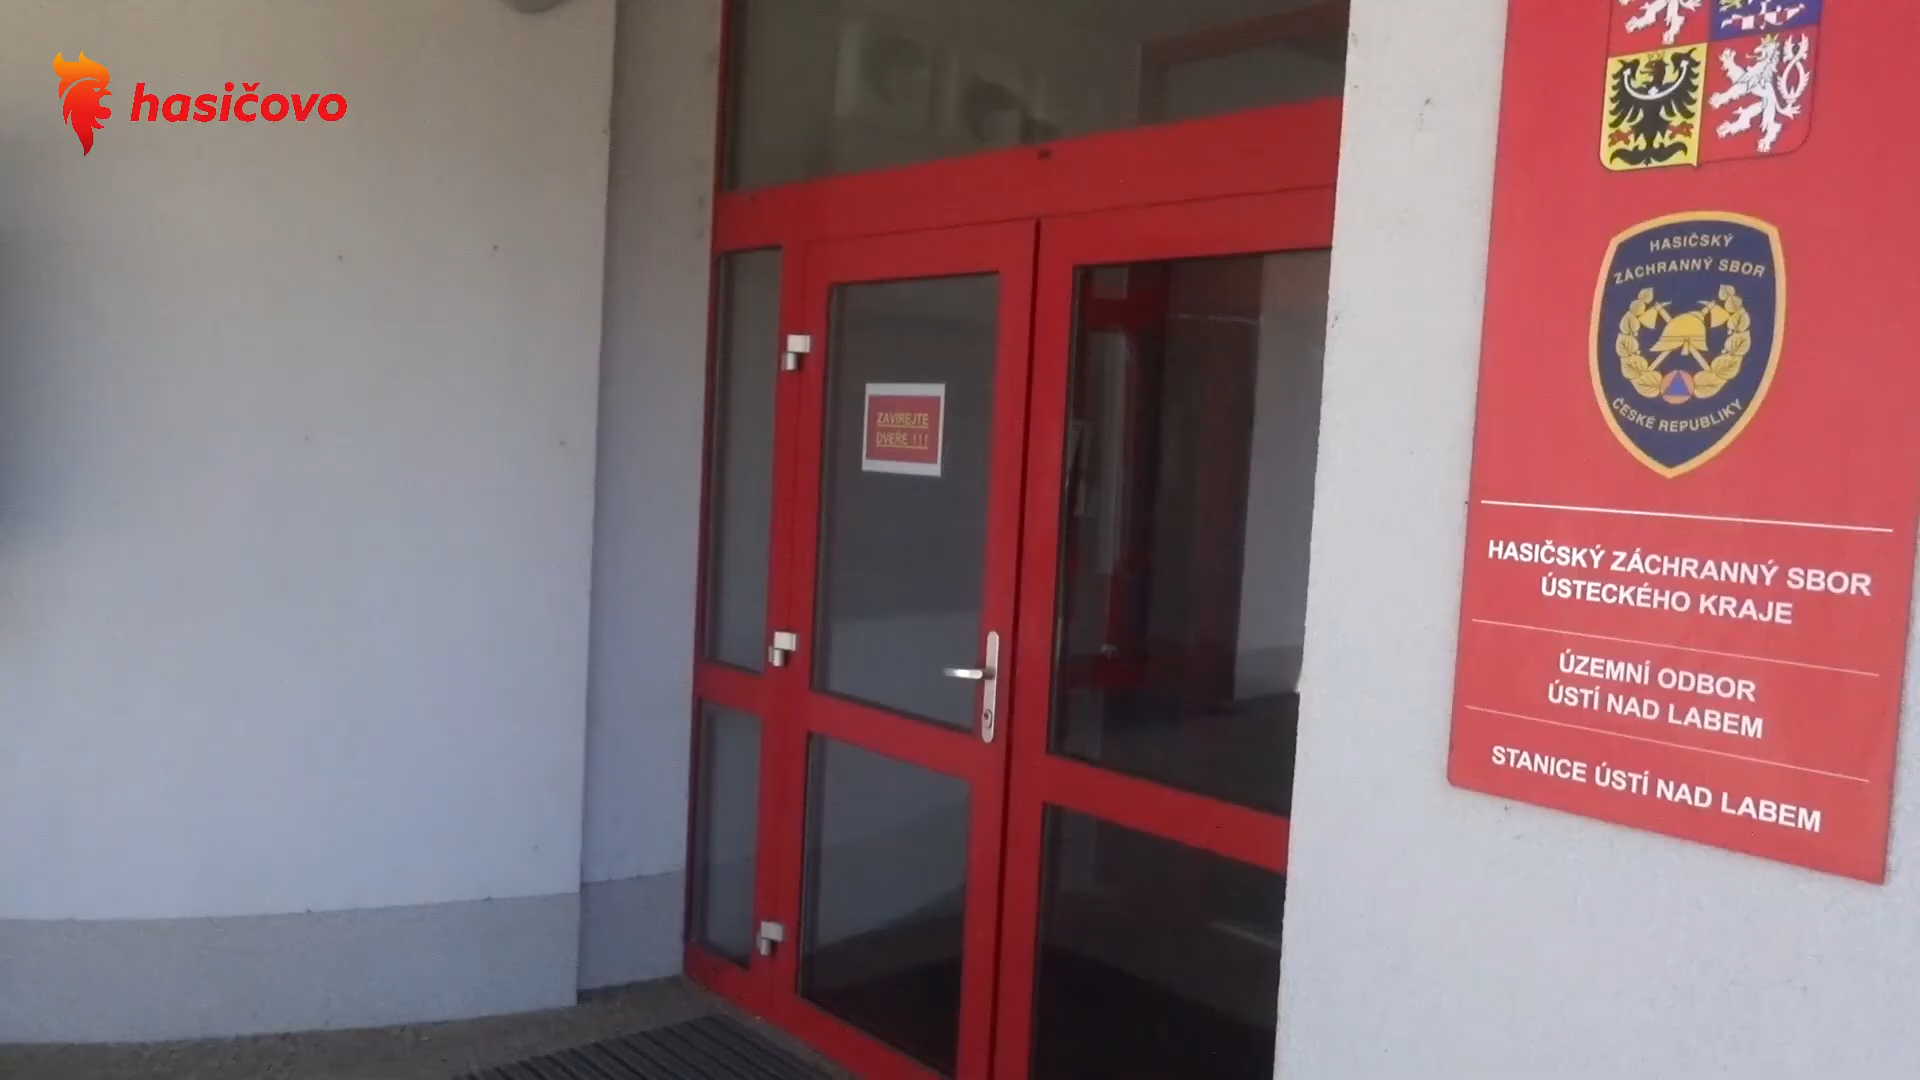 hasičovo
ZAVÍREJTE
DVEŘE !!!
HASIČSKÝ
ZÁCHRANNÝ SBOR
ČESKÉ REPUBLIKY
HASIČSKÝ ZÁCHRANNÝ SBOR
ÚSTECKÉHO KRAJE
ÚZEMNÍ ODBOR
ÚSTÍ NAD LABEM
STANICE ÚSTÍ NAD LABEM